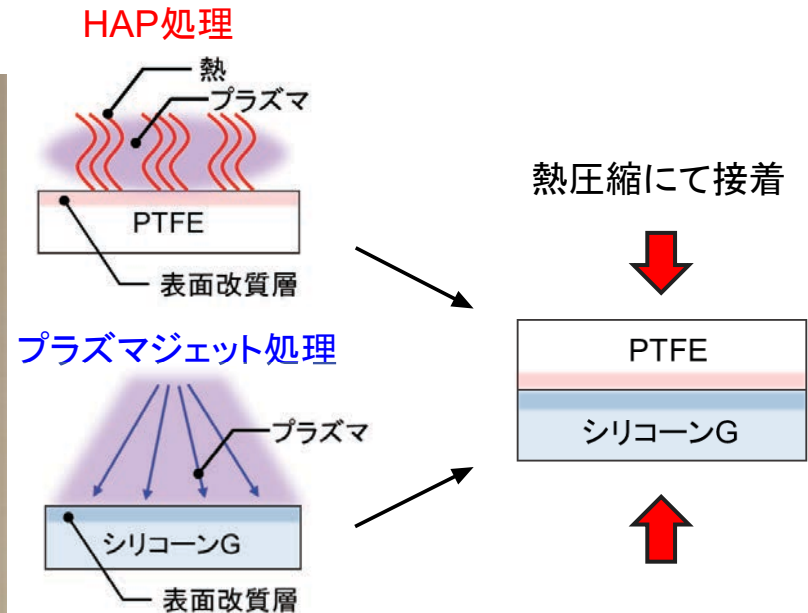 HAP処理
熱
プラズマ
PTFE
表面改質層
プラズマジェット処理
プラズマ
シリコーンG
表面改質層
熱圧縮にて接着
PTFE
シリコーンG